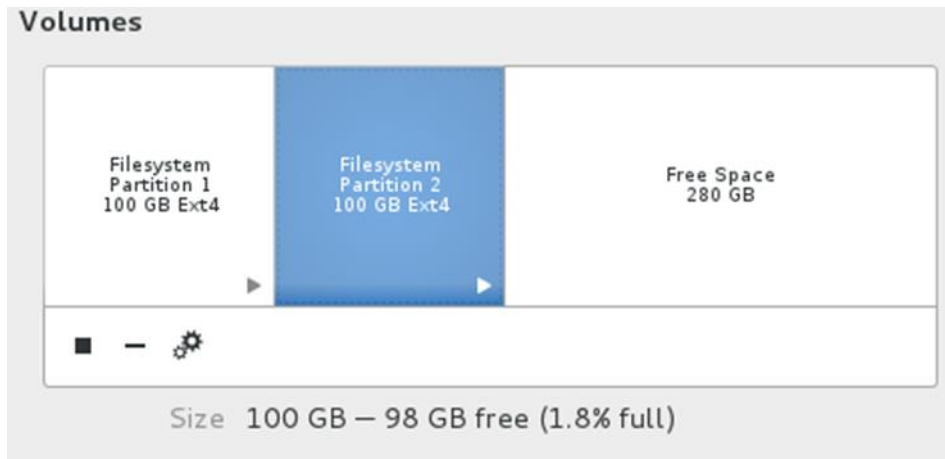 Volumes
Filesystem
Partition 1
100 GB Ext4
Filesystem
Partition 2
100 GB Ext4
Free Space
280 GB
Size 100 GB — 98 GB free (1.8% full)